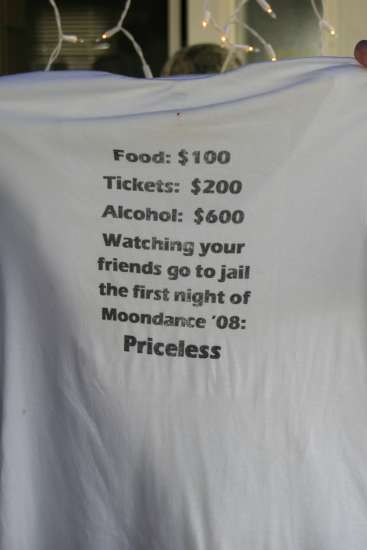 Food: $100
Tickets: $200
Alcohol: $600
Watching your
friends go to jail
the first night of
Moondance '08:
Priceless